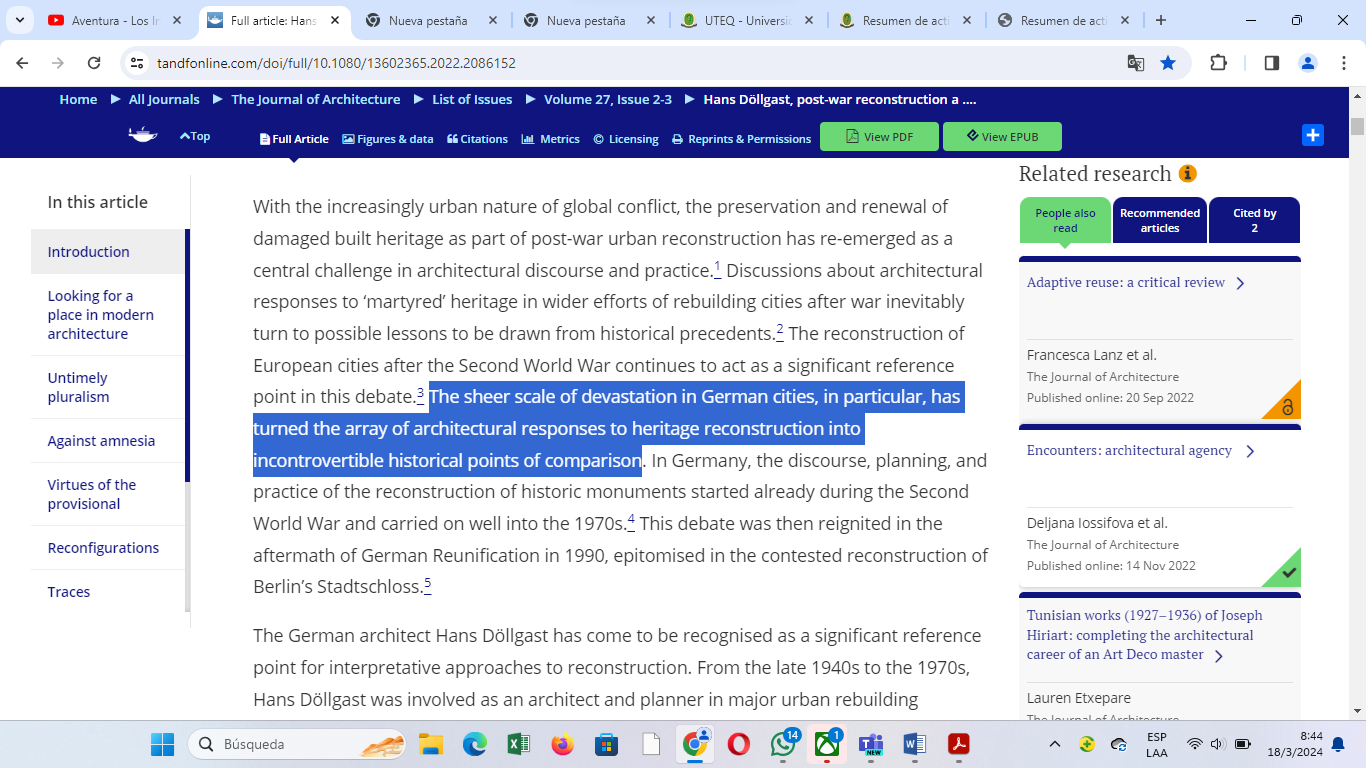 Aventura - Los Ir
Full article: Hans
Nueva pestaña
Nueva pestaña
UTEQ - Universi
Resumen de acti
Resumen de acti
tandfonline.com/doi/full/10.1080/13602365.2022.2086152
Home
All Journals
The Journal of Architecture
List of Issues
Volume 27, Issue 2-3
Hans Döllgast, post-war reconstruction a ....
Top
Full Article
Figures & data
Citations
Metrics
Licensing
Reprints & Permissions
View PDF
View EPUB
In this article
Introduction
Looking for a
place in modern
architecture
Untimely
pluralism
Against amnesia
Virtues of the
provisional
Reconfigurations
Traces
With the increasingly urban nature of global conflict, the preservation and renewal of
damaged built heritage as part of post-war urban reconstruction has re-emerged as a
central challenge in architectural discourse and practice.1 Discussions about architectural
responses to ‘martyred’ heritage in wider efforts of rebuilding cities after war inevitably
turn to possible lessons to be drawn from historical precedents.2 The reconstruction of
European cities after the Second World War continues to act as a significant reference
point in this debate.3 The sheer scale of devastation in German cities, in particular, has
turned the array of architectural responses to heritage reconstruction into
incontrovertible historical points of comparison. In Germany, the discourse, planning, and
practice of the reconstruction of historic monuments started already during the Second
World War and carried on well into the 1970s.4 This debate was then reignited in the
aftermath of German Reunification in 1990, epitomised in the contested reconstruction of
Berlin’s Stadtschloss.5
The German architect Hans Döllgast has come to be recognised as a significant reference
point for interpretative approaches to reconstruction. From the late 1940s to the 1970s,
Hans Döllgast was involved as an architect and planner in major urban rebuilding
Related research
People also
read
Recommended
articles
Cited by
2
Adaptive reuse: a critical review
Francesca Lanz et al.
The Journal of Architecture
Published online: 20 Sep 2022
Encounters: architectural agency
Deljana Iossifova et al.
The Journal of Architecture
Published online: 14 Nov 2022
Tunisian works (1927–1936) of Joseph
Hiriart: completing the architectural
career of an Art Deco master
Lauren Etxepare
The Journal of Architecture
Búsqueda
14
1
ESP
LAA
8:44
18/3/2024